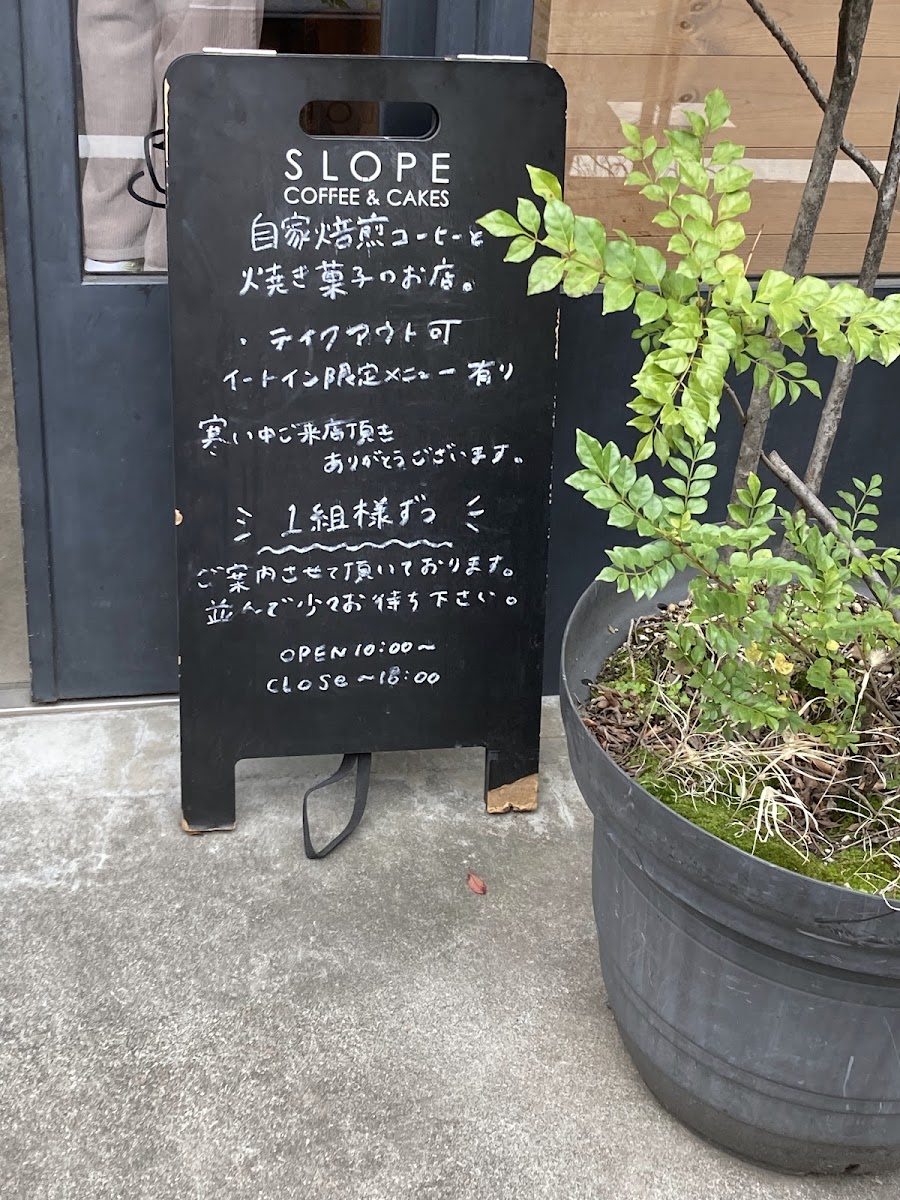 SLOPE
COFFEE & CAKES
自家焙煎コーヒーと
焼き菓子のお店。
・テイクアウト可
イートイン限定メニュー有り
寒い中ご来店頂き
ありがとうございます。
1組様ずつ
ご案内させて頂いております。
並んで少々お待ち下さい。
OPEN 10:00~
CLOSe ~18:00